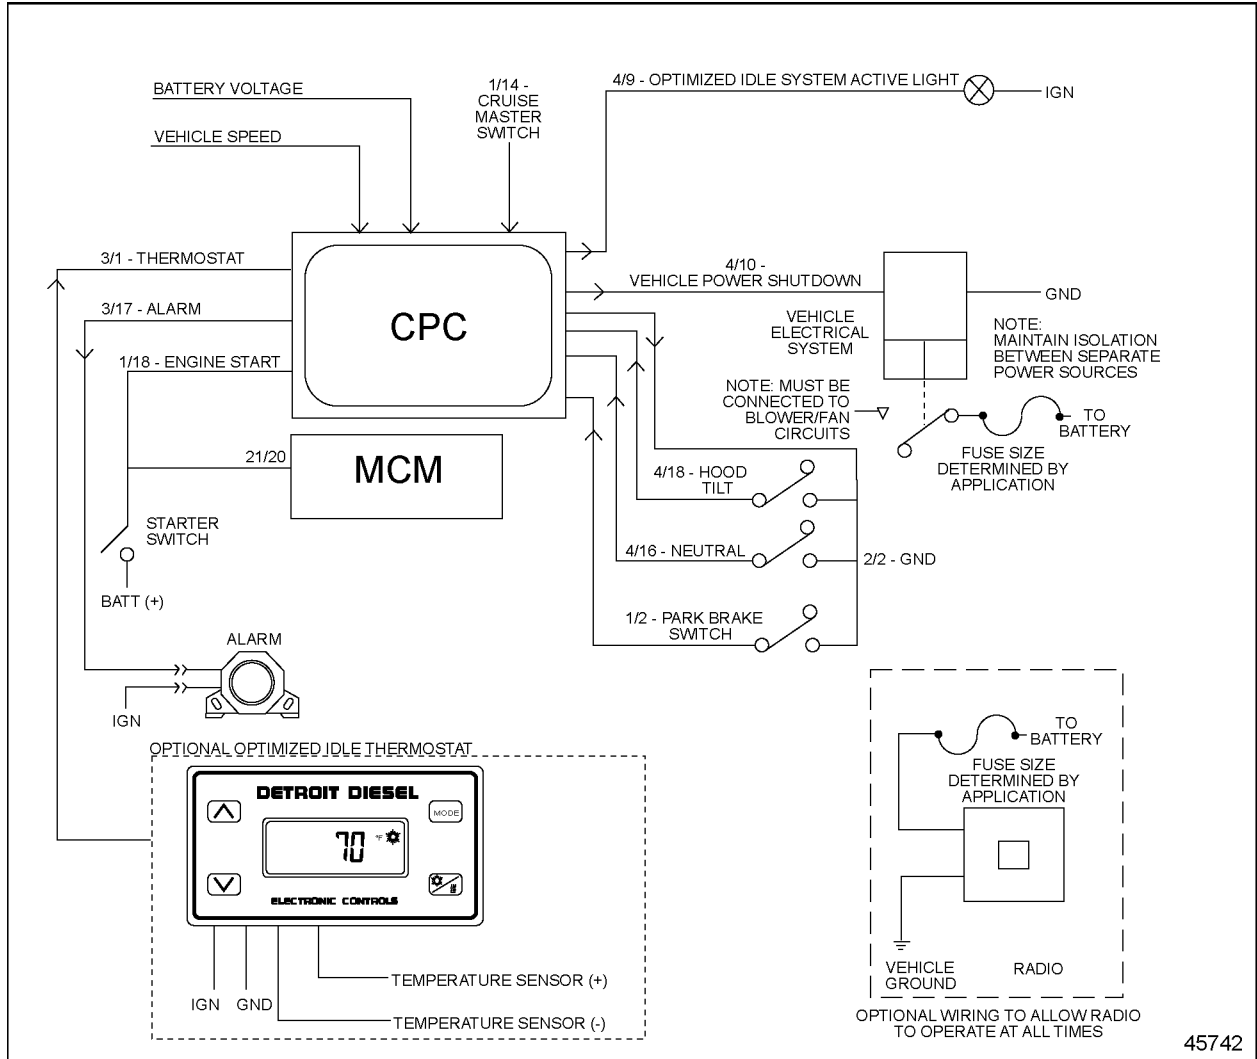 BATTERY VOLTAGE
VEHICLE SPEED
1/14 -
CRUISE
MASTER
SWITCH
4/9 - OPTIMIZED IDLE SYSTEM ACTIVE LIGHT
IGN
3/1 - THERMOSTAT
3/17 - ALARM
1/18 - ENGINE START
CPC
4/10 -
VEHICLE POWER SHUTDOWN
GND
VEHICLE
ELECTRICAL
SYSTEM
NOTE:
MAINTAIN ISOLATION
BETWEEN SEPARATE
POWER SOURCES
NOTE: MUST BE
CONNECTED TO
BLOWER/FAN
CIRCUITS
TO
BATTERY
FUSE SIZE
DETERMINED BY
APPLICATION
21/20
MCM
4/18 - HOOD
TILT
4/16 - NEUTRAL
2/2 - GND
1/2 - PARK BRAKE
SWITCH
STARTER
SWITCH
BATT (+)
ALARM
IGN
OPTIONAL OPTIMIZED IDLE THERMOSTAT
DETROIT DIESEL
MODE
70 °F
ELECTRONIC CONTROLS
IGN
GND
TEMPERATURE SENSOR (+)
TEMPERATURE SENSOR (-)
TO
BATTERY
FUSE SIZE
DETERMINED BY
APPLICATION
VEHICLE
GROUND
RADIO
OPTIONAL WIRING TO ALLOW RADIO
TO OPERATE AT ALL TIMES
45742